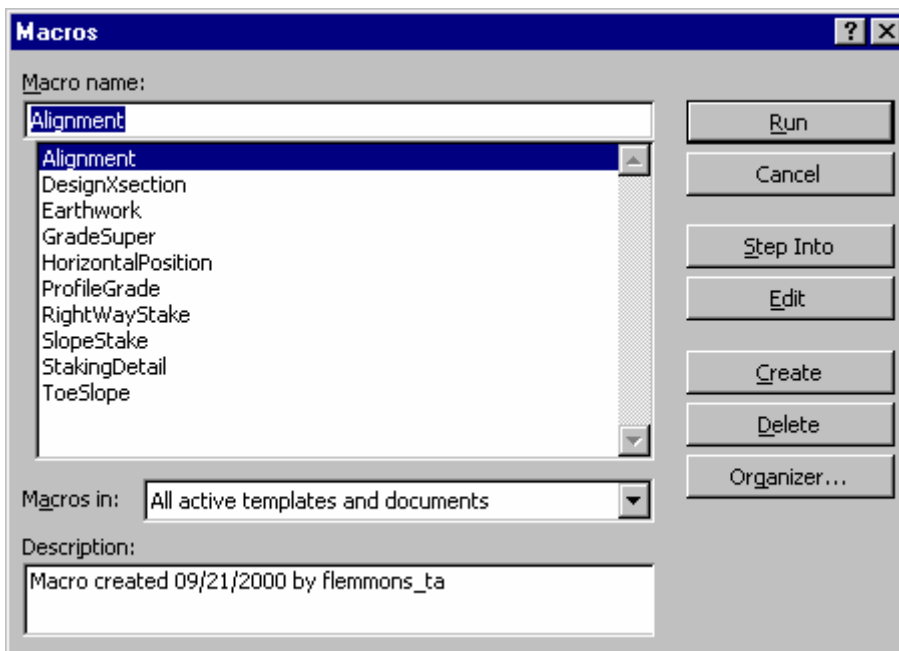 Macros
Macro name:
Alignment
Alignment
DesignXsection
Earthwork
GradeSuper
HorizontalPosition
ProfileGrade
RightWayStake
SlopeStake
StakingDetail
ToeSlope
Run
Cancel
Step Into
Edit
Create
Delete
Organizer...
Macros in: All active templates and documents
Description:
Macro created 09/21/2000 by flemmons_ta